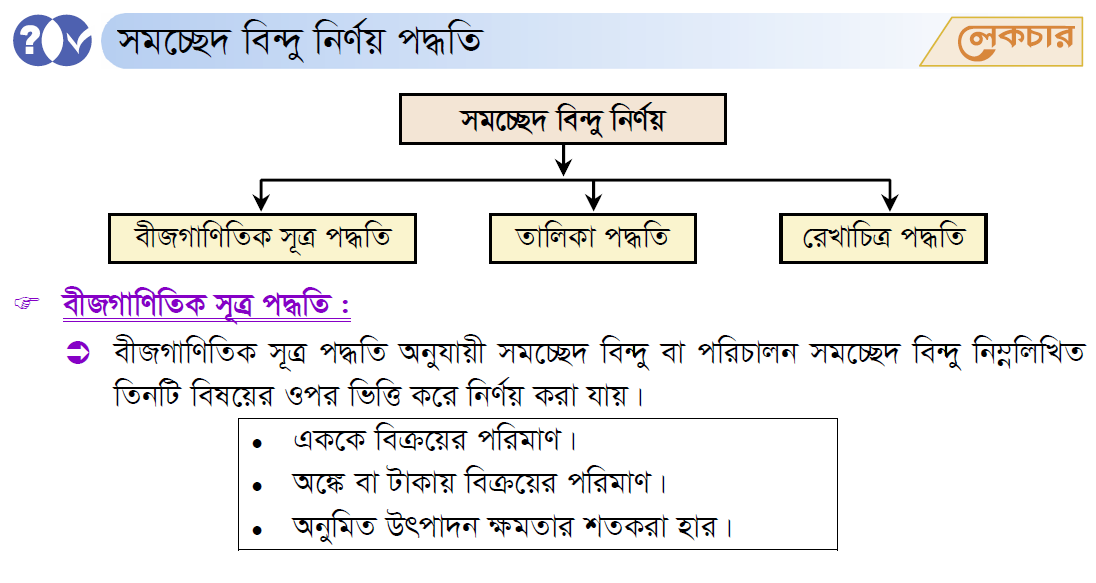 সমচ্ছেদ বিন্দু নির্ণয় পদ্ধতি
লেকচার
সমচ্ছেদ বিন্দু নির্ণয়
বীজগাণিতিক সূত্র পদ্ধতি
তালিকা পদ্ধতি
রেখাচিত্র পদ্ধতি
☞ বীজগাণিতিক সূত্র পদ্ধতি :
➲ বীজগাণিতিক সূত্র পদ্ধতি অনুযায়ী সমচ্ছেদ বিন্দু বা পরিচালন সমচ্ছেদ বিন্দু নিম্নলিখিত
তিনটি বিষয়ের ওপর ভিত্তি করে নির্ণয় করা যায়।
• এককে বিক্রয়ের পরিমাণ।
• অঙ্কে বা টাকায় বিক্রয়ের পরিমাণ।
• অনুমিত উৎপাদন ক্ষমতার শতকরা হার।